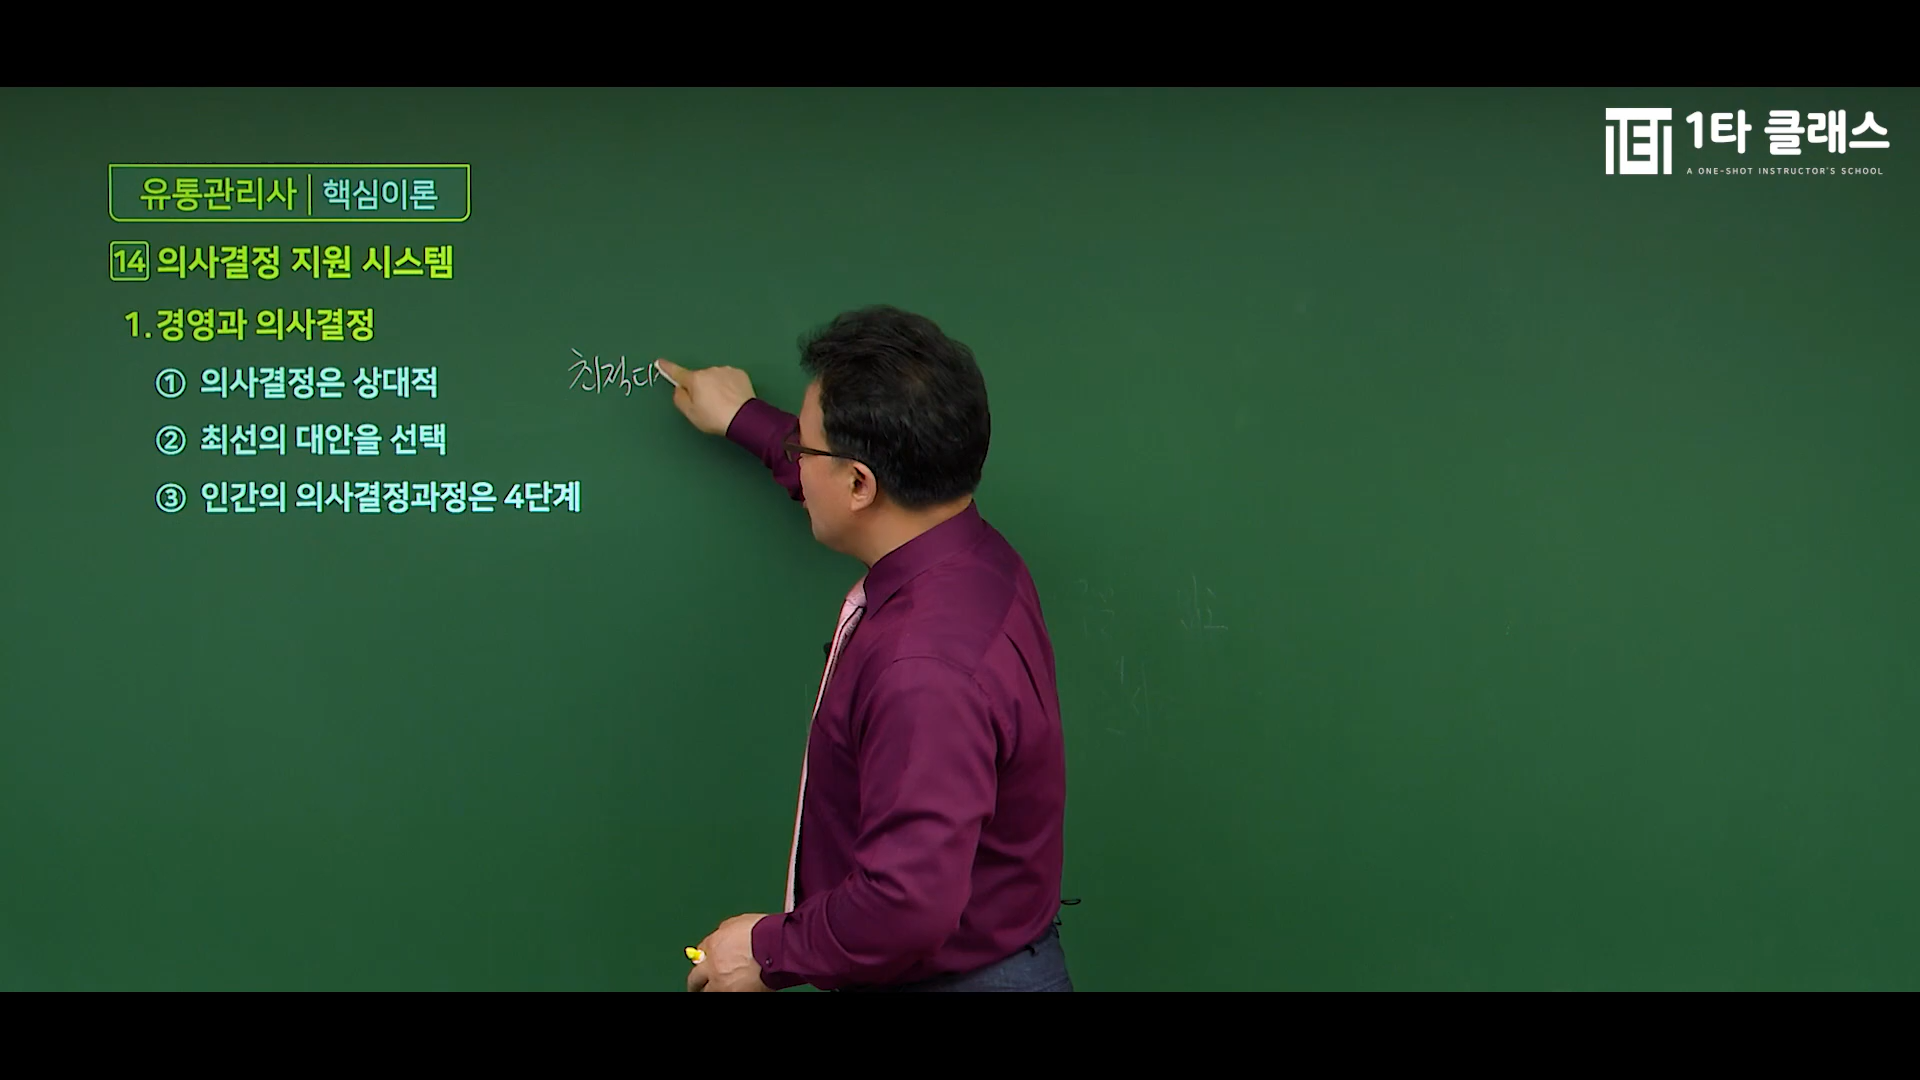 1타 클래스
A ONE-SHOT INSTRUCTOR'S SCHOOL
유통관리사 | 핵심이론
14 의사결정 지원 시스템
1. 경영과 의사결정
① 의사결정은 상대적
최적다
② 최선의 대안을 선택
③ 인간의 의사결정과정은 4단계